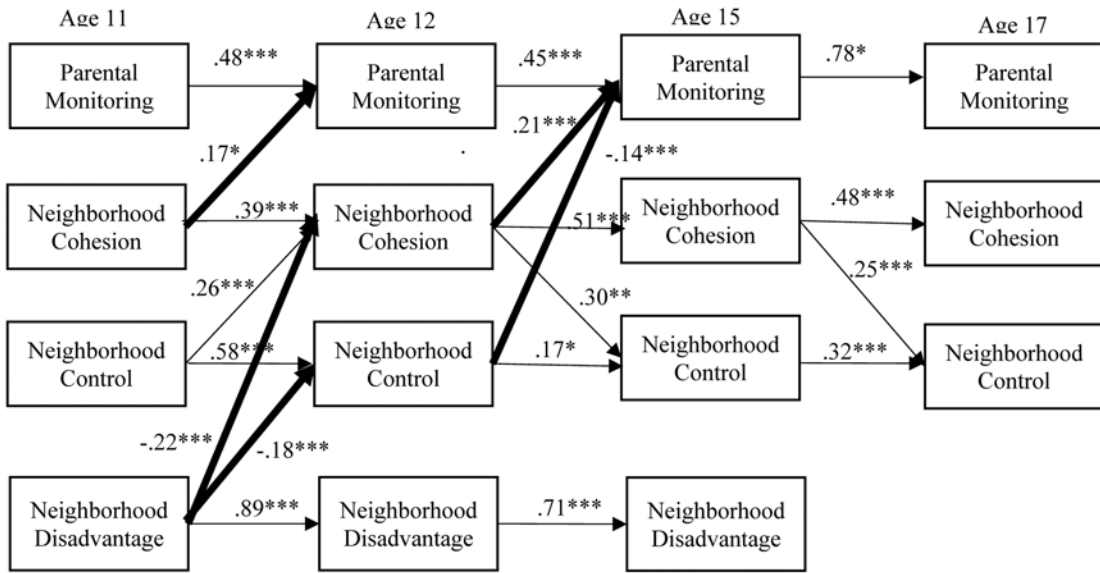 Age 11 Age 12 Age 15 Age 17
Parental
Monitoring
.48***
Parental
Monitoring
.45***
Parental
Monitoring
.78*
Parental
Monitoring
.17*
.21***
-.14***
Neighborhood
Cohesion
.39***
Neighborhood
Cohesion
.51***
Neighborhood
Cohesion
.48***
Neighborhood
Cohesion
.26***
.30**
.25***
Neighborhood
Control
.58***
Neighborhood
Control
.17*
Neighborhood
Control
.32***
Neighborhood
Control
-.22***
-.18***
Neighborhood
Disadvantage
.89***
Neighborhood
Disadvantage
.71***
Neighborhood
Disadvantage